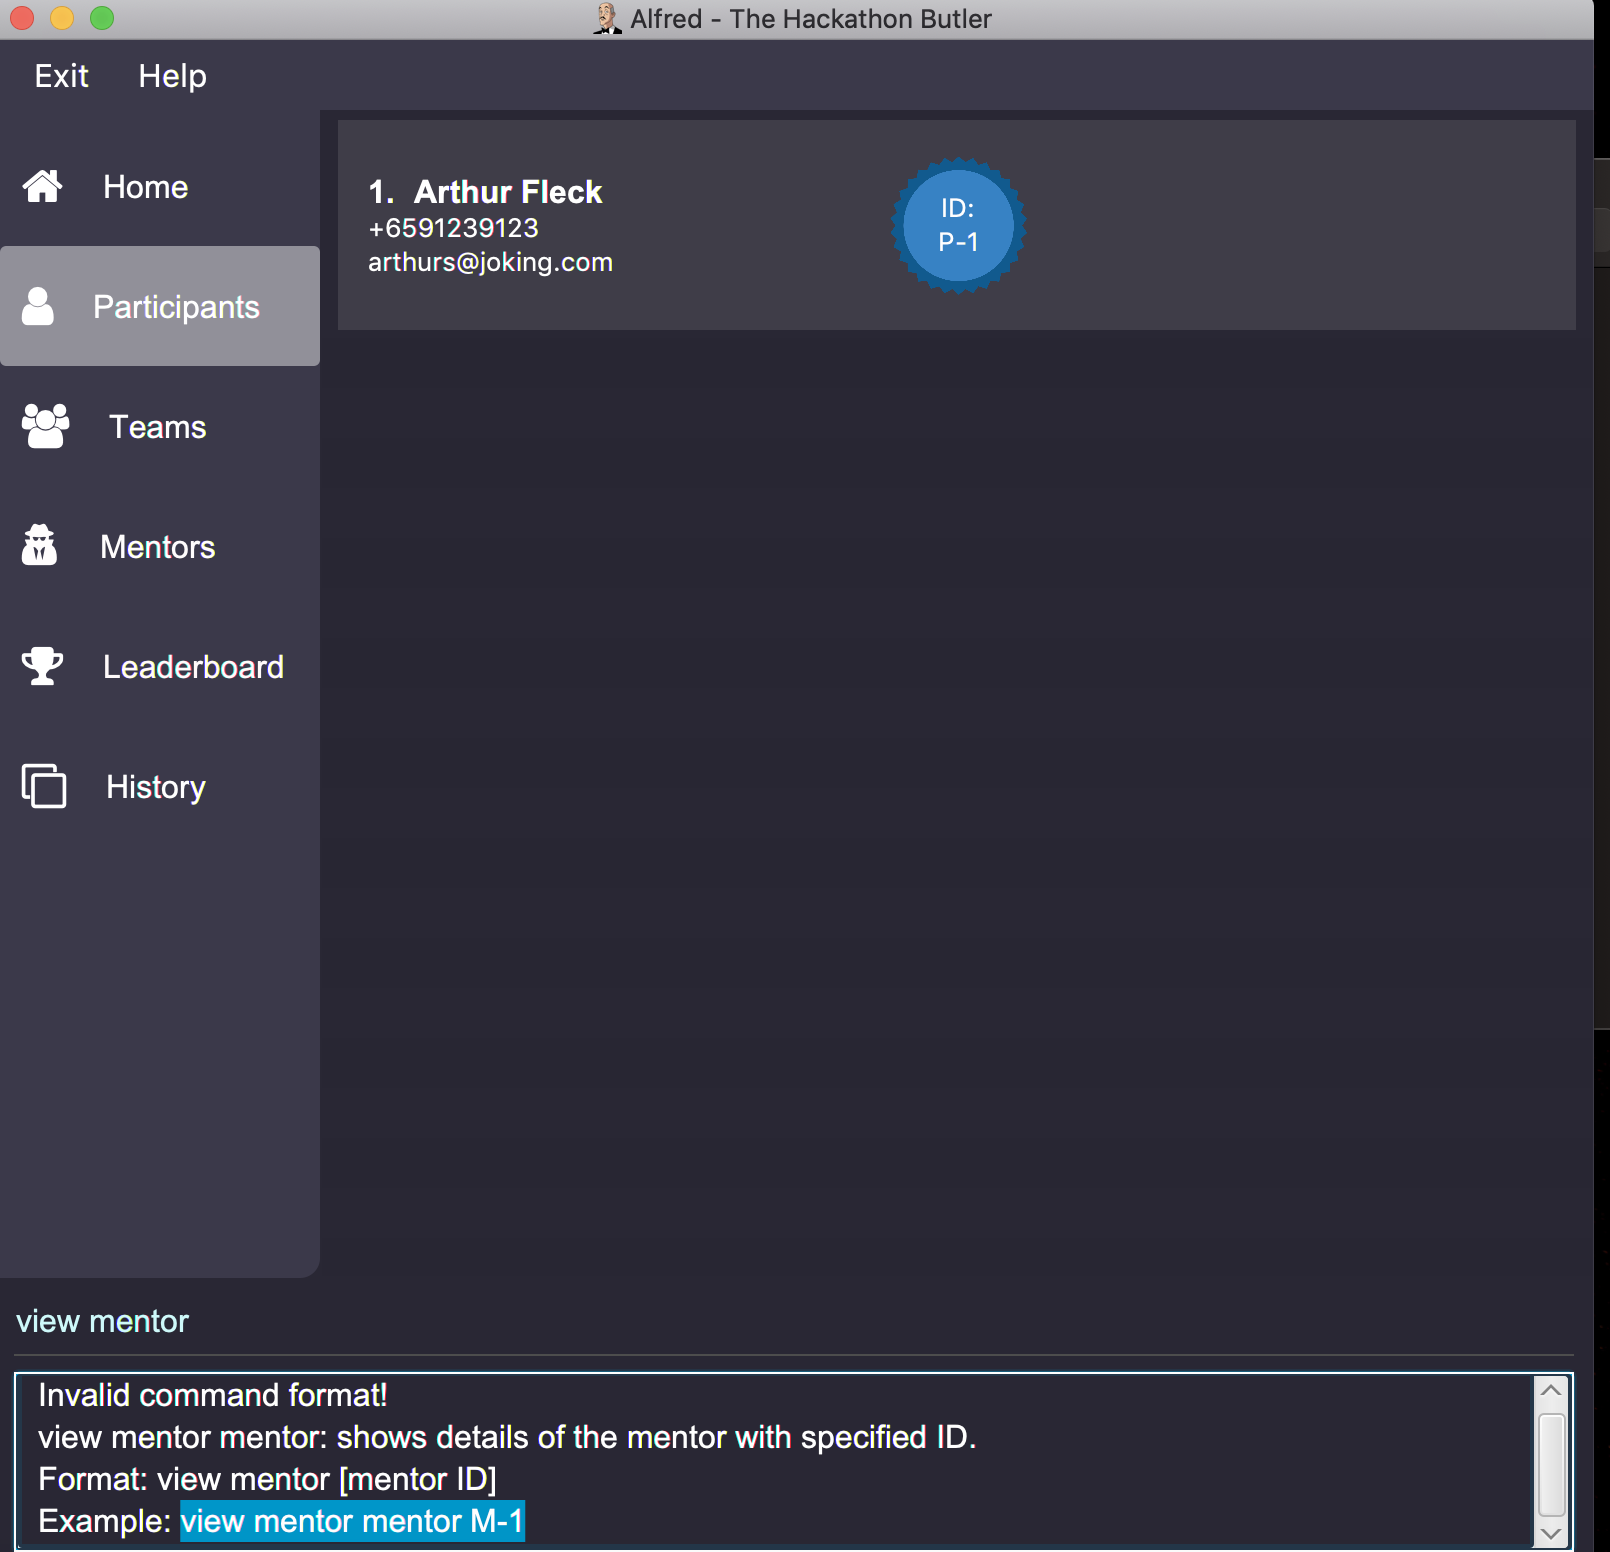 Alfred - The Hackathon Butler
Exit Help
Home
Participants
Teams
Mentors
Leaderboard
History
1. Arthur Fleck
+6591239123
arthurs@joking.com
ID:
P-1
view mentor
Invalid command format!
view mentor mentor: shows details of the mentor with specified ID.
Format: view mentor [mentor ID]
Example: view mentor mentor M-1